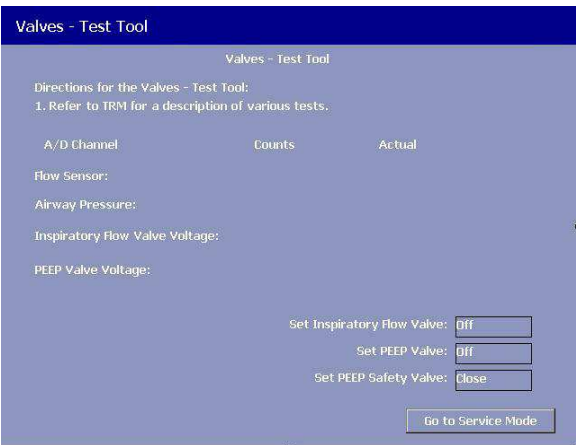 Valves - Test Tool
Valves - Test Tool
Directions for the Valves - Test Tool:
1. Refer to TRM for a description of various tests.
A/D Channel Counts Actual
Flow Sensor:
Airway Pressure:
Inspiratory Flow Valve Voltage:
PEEP Valve Voltage:
Set Inspiratory Flow Valve: Off
Set PEEP Valve: Off
Set PEEP Safety Valve: Close
Go to Service Mode